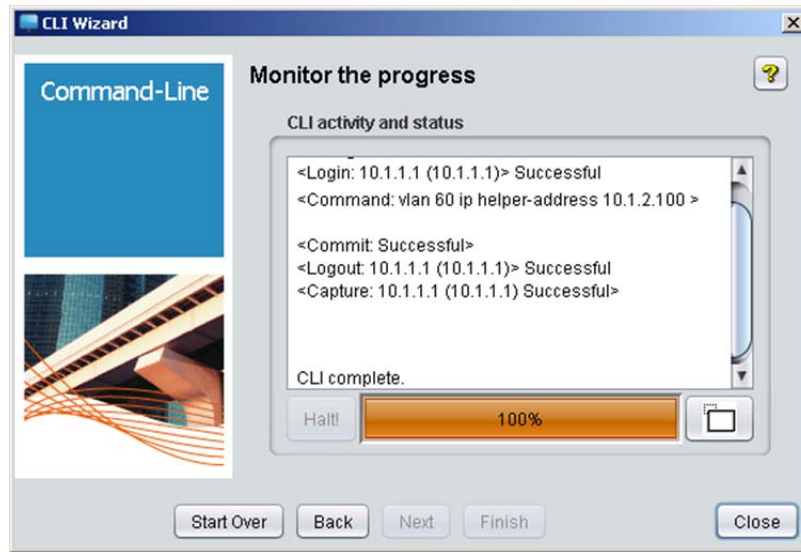 CLI Wizard
Command-Line
Monitor the progress
CLI activity and status
<Login: 10.1.1.1 (10.1.1.1)> Successful
<Command: vlan 60 ip helper-address 10.1.2.100 >
<Commit: Successful>
<Logout: 10.1.1.1 (10.1.1.1)> Successful
<Capture: 10.1.1.1 (10.1.1.1) Successful>
CLI complete.
Halt!
100%
Start Over
Back
Next
Finish
Close